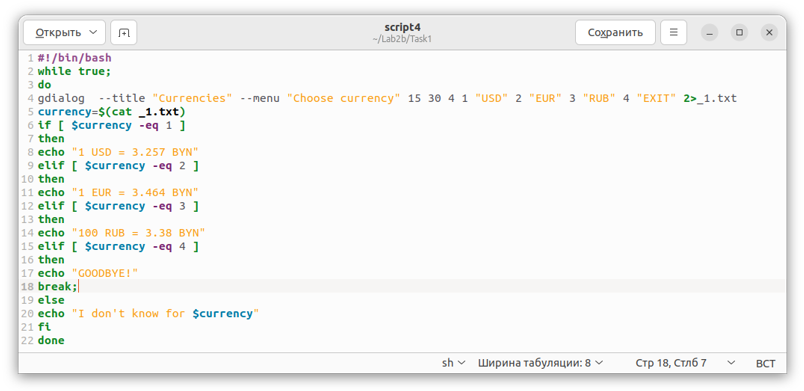 Открыть
script4
~/Lab2b/Task1
Сохранить
1 #!/bin/bash
2 while true;
3 do
4 gdialog  --title "Currencies" --menu "Choose currency" 15 30 4 1 "USD" 2 "EUR" 3 "RUB" 4 "EXIT" 2>_1.txt
5 currency=$(cat _1.txt)
6 if [ $currency -eq 1 ]
7 then
8 echo "1 USD = 3.257 BYN"
9 elif [ $currency -eq 2 ]
10 then
11 echo "1 EUR = 3.464 BYN"
12 elif [ $currency -eq 3 ]
13 then
14 echo "100 RUB = 3.38 BYN"
15 elif [ $currency -eq 4 ]
16 then
17 echo "GOODBYE!"
18 break;
19 else
20 echo "I don't know for $currency"
21 fi
22 done
sh Ширина табуляции: 8 Стр 18, Стлб 7 ВСТ